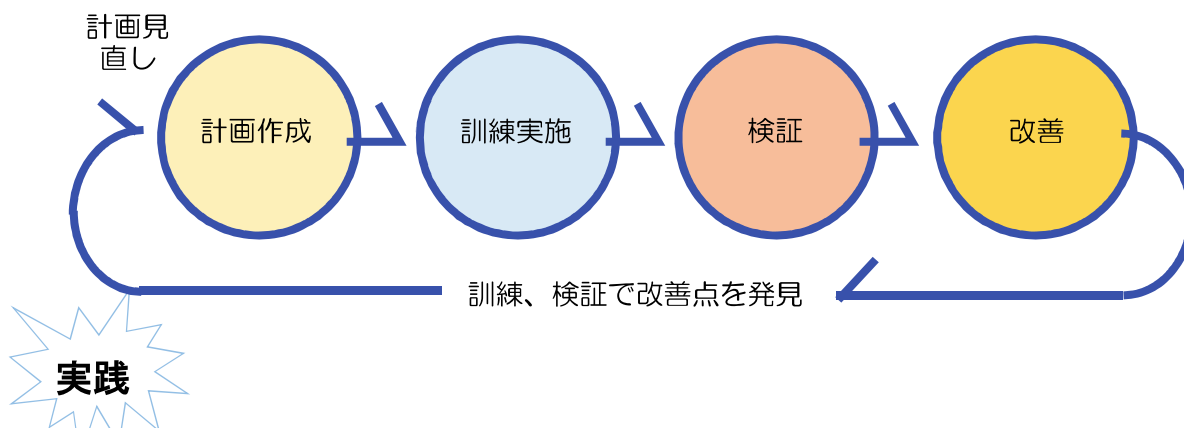 計画見
直し
計画作成
訓練実施
検証
改善
訓練、検証で改善点を発見
実践